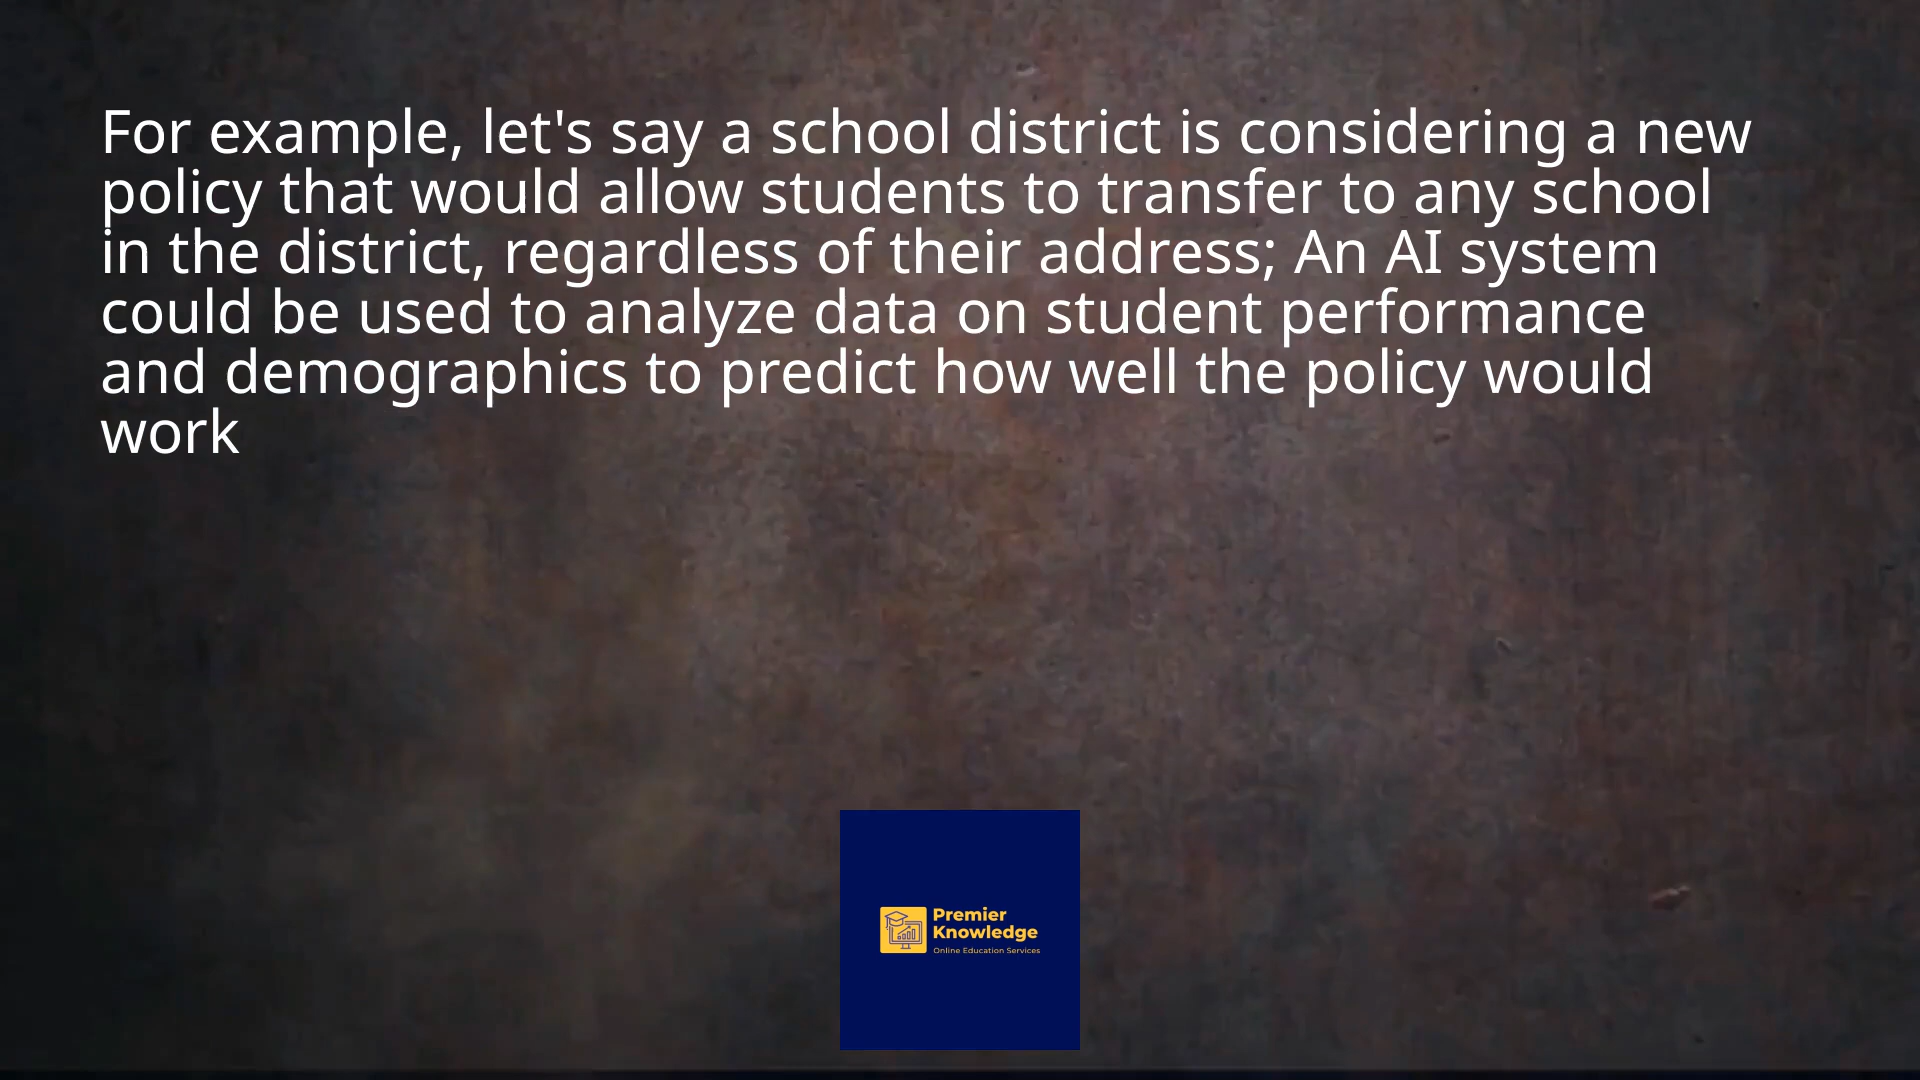 For example, let's say a school district is considering a new
policy that would allow students to transfer to any school
in the district, regardless of their address; An AI system
could be used to analyze data on student performance
and demographics to predict how well the policy would
work
Premier
Knowledge
Online Education Services